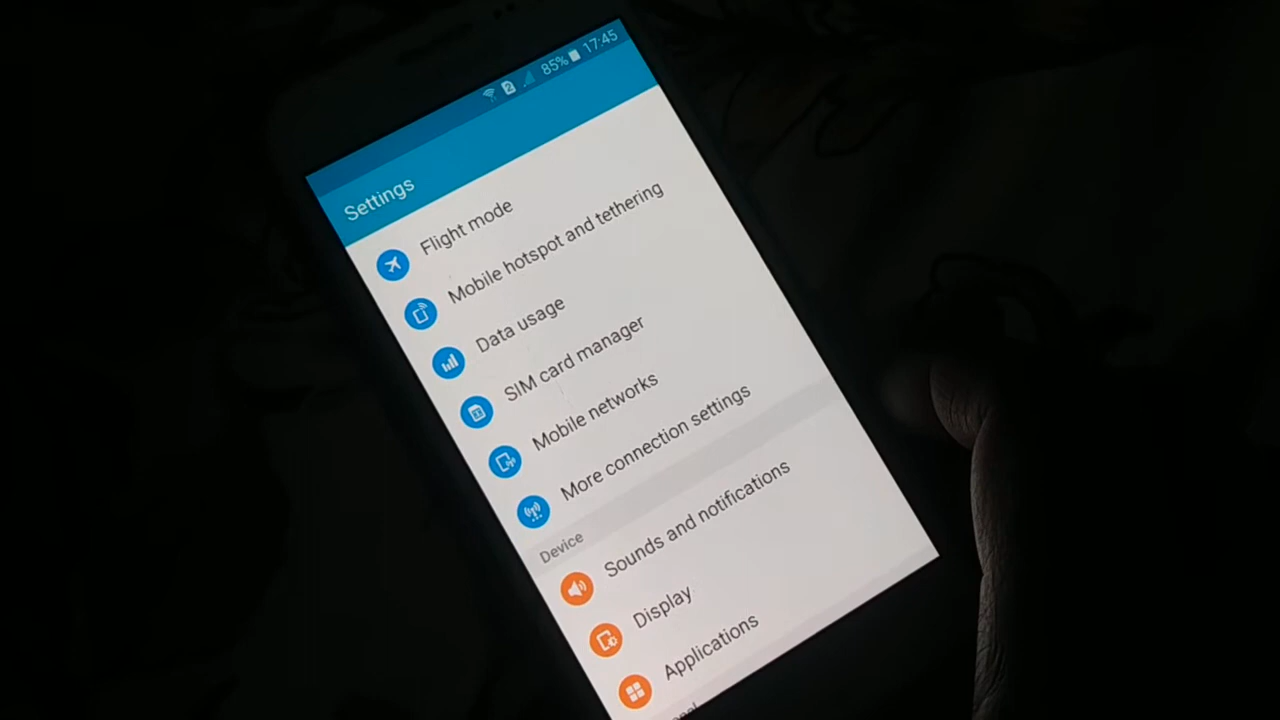 2 85% 17:45
Settings
Flight mode
Mobile hotspot and tethering
Data usage
SIM card manager
Mobile networks
More connection settings
Device
Sounds and notifications
Display
Applications